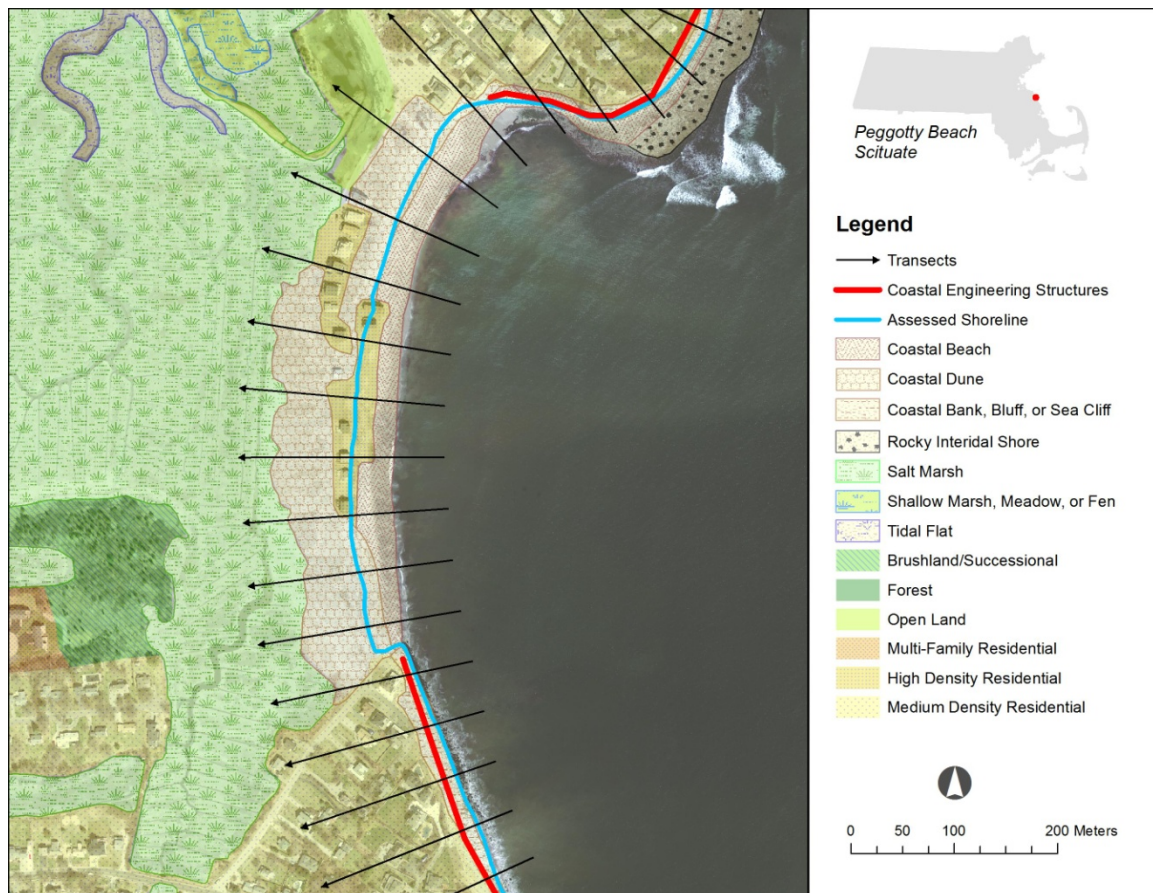 Peggotty Beach
Scituate
Legend
Transects
Coastal Engineering Structures
Assessed Shoreline
Coastal Beach
Coastal Dune
Coastal Bank, Bluff, or Sea Cliff
Rocky Interidal Shore
Salt Marsh
Shallow Marsh, Meadow, or Fen
Tidal Flat
Brushland/Successional
Forest
Open Land
Multi-Family Residential
High Density Residential
Medium Density Residential
0 50 100 200 Meters